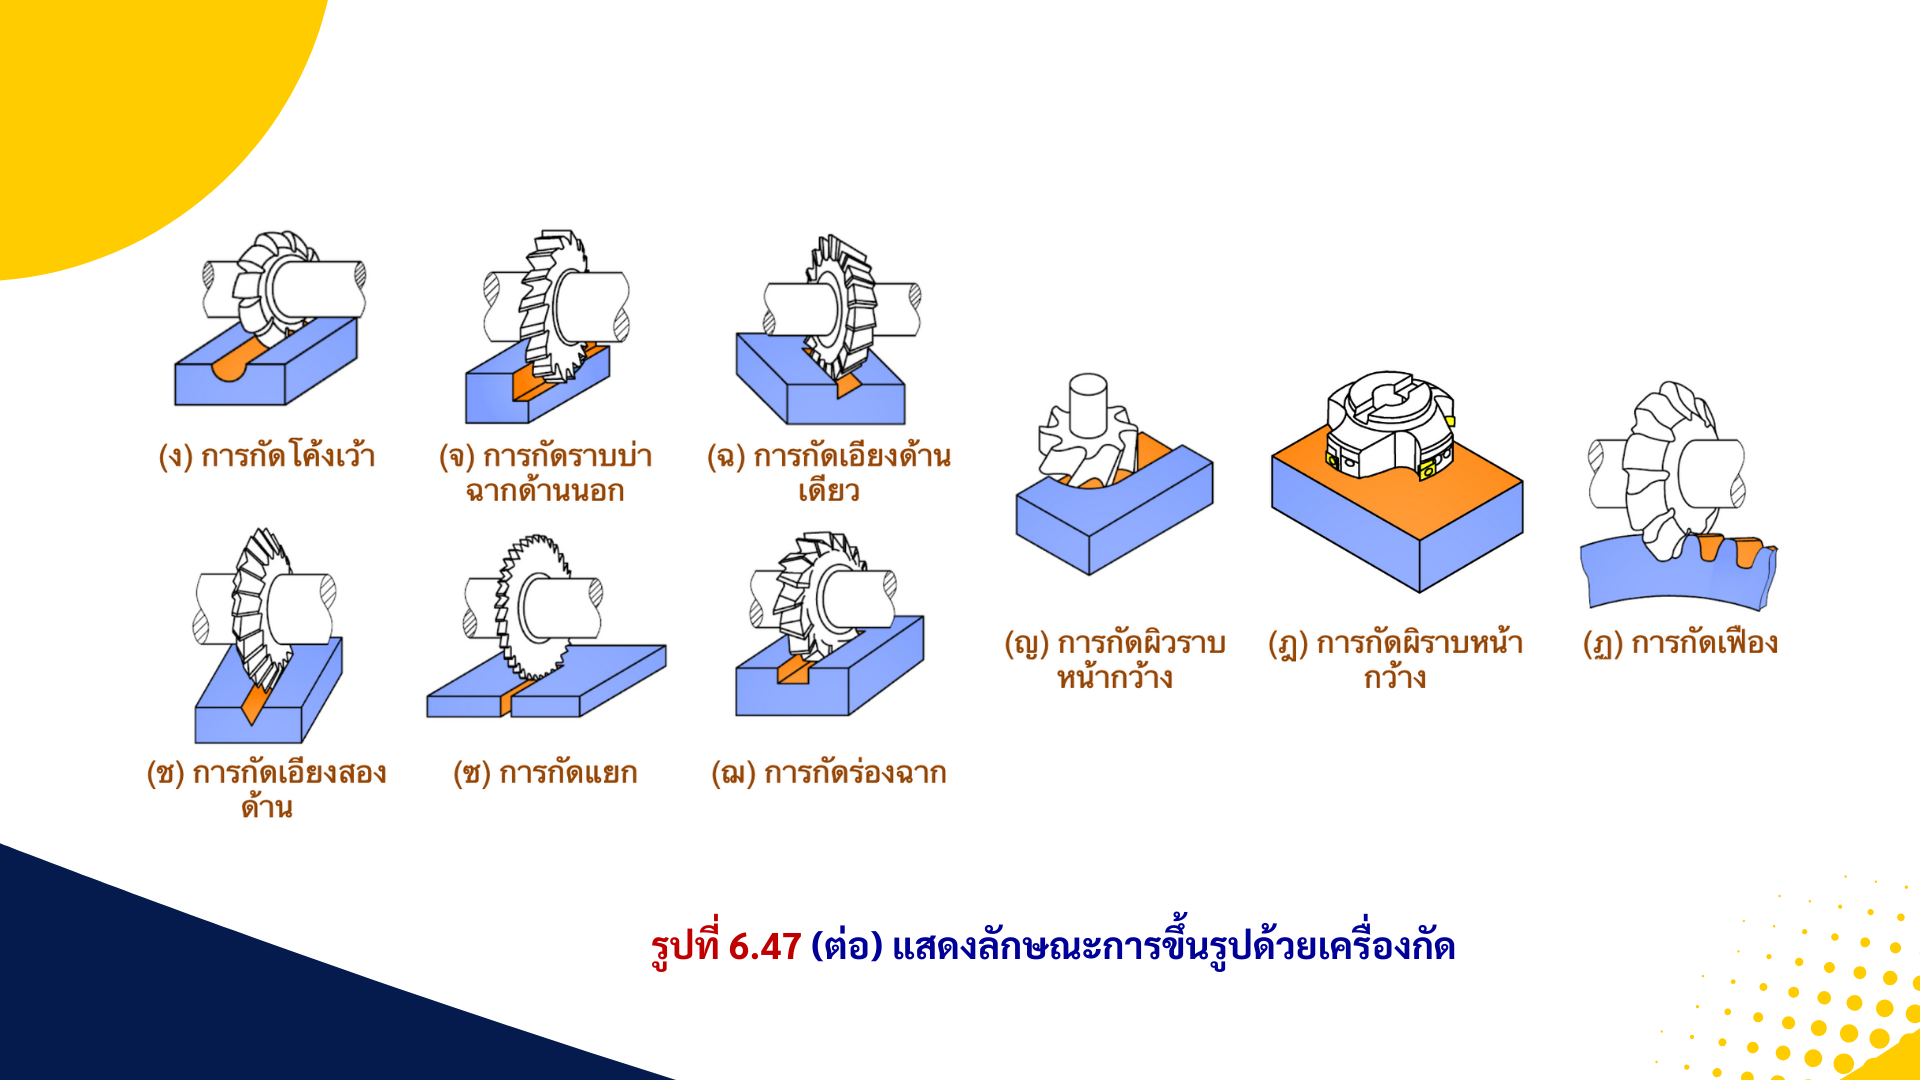 (ง) การกัดโค้งเว้า
(จ) การกัดราบบ่า
ฉากด้านนอก
(ฉ) การกัดเอียงด้าน
เดียว
(ช) การกัดเอียงสอง
ด้าน
(ซ) การกัดแยก
(ฌ) การกัดร่องฉาก
(ญ) การกัดผิวราบ
หน้ากว้าง
(ฎ) การกัดผิราบหน้า
กว้าง
(ฏ) การกัดเฟือง
รูปที่ 6.47 (ต่อ) แสดงลักษณะการขึ้นรูปด้วยเครื่องกัด